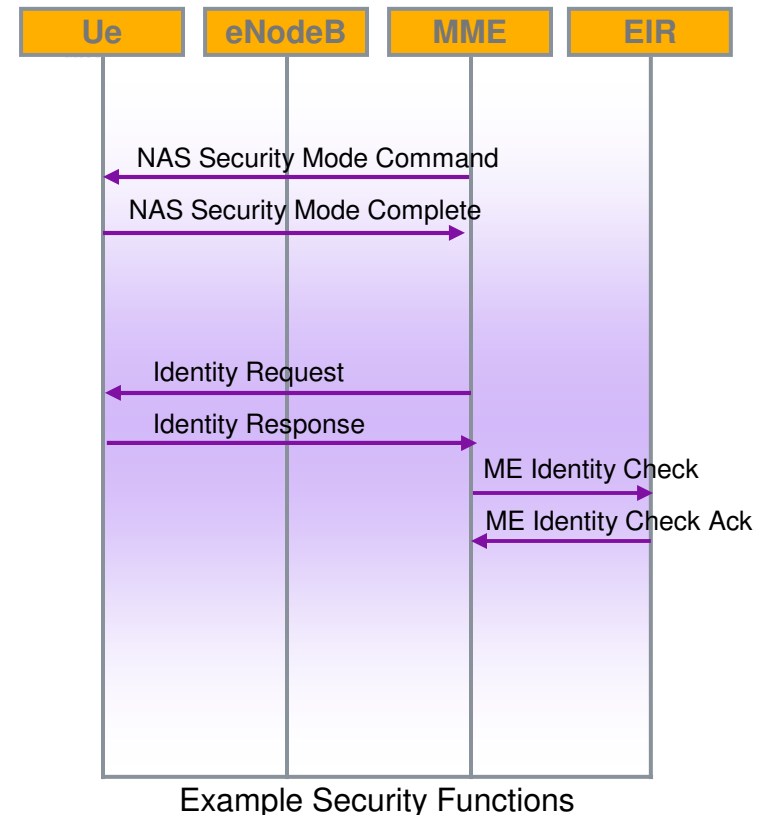 Ue eNodeB MME EIR
NAS Security Mode Command
NAS Security Mode Complete
Identity Request
Identity Response
ME Identity Check
ME Identity Check Ack
Example Security Functions